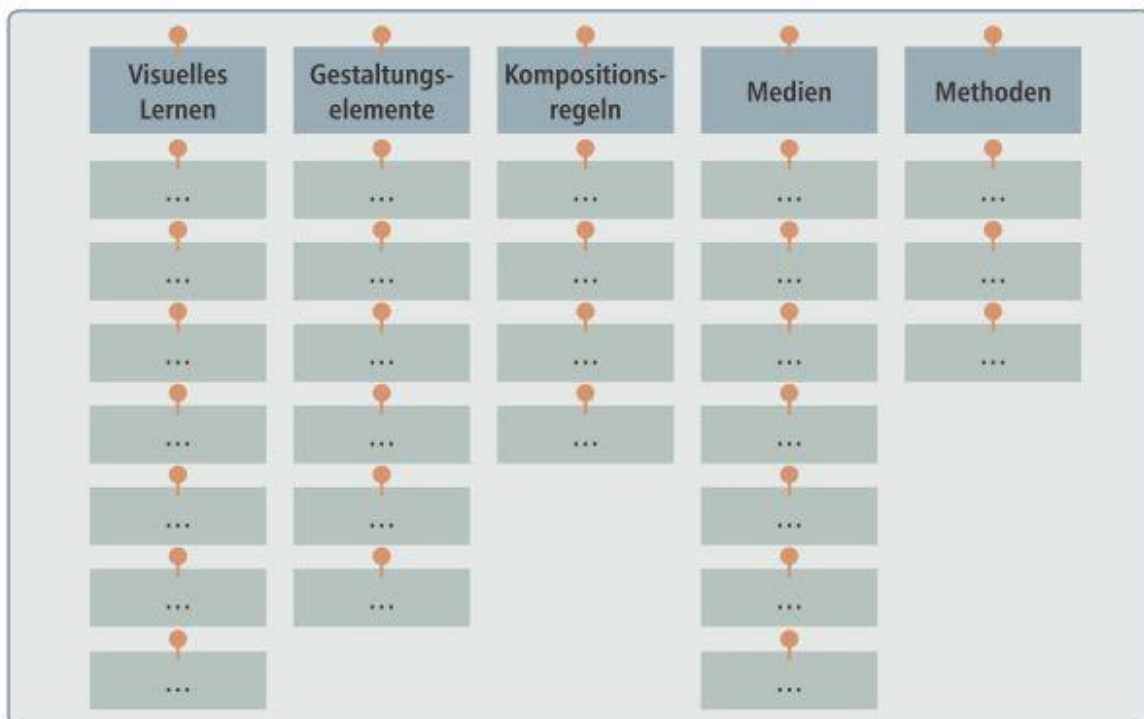 Visuelles
Lernen
Gestaltungs-
elemente
Kompositions-
regeln
Medien
Methoden
... ... ... ... ...
... ... ... ... ...
... ... ... ... ...
... ... ... ...
... ... ...
... ... ...
... ...